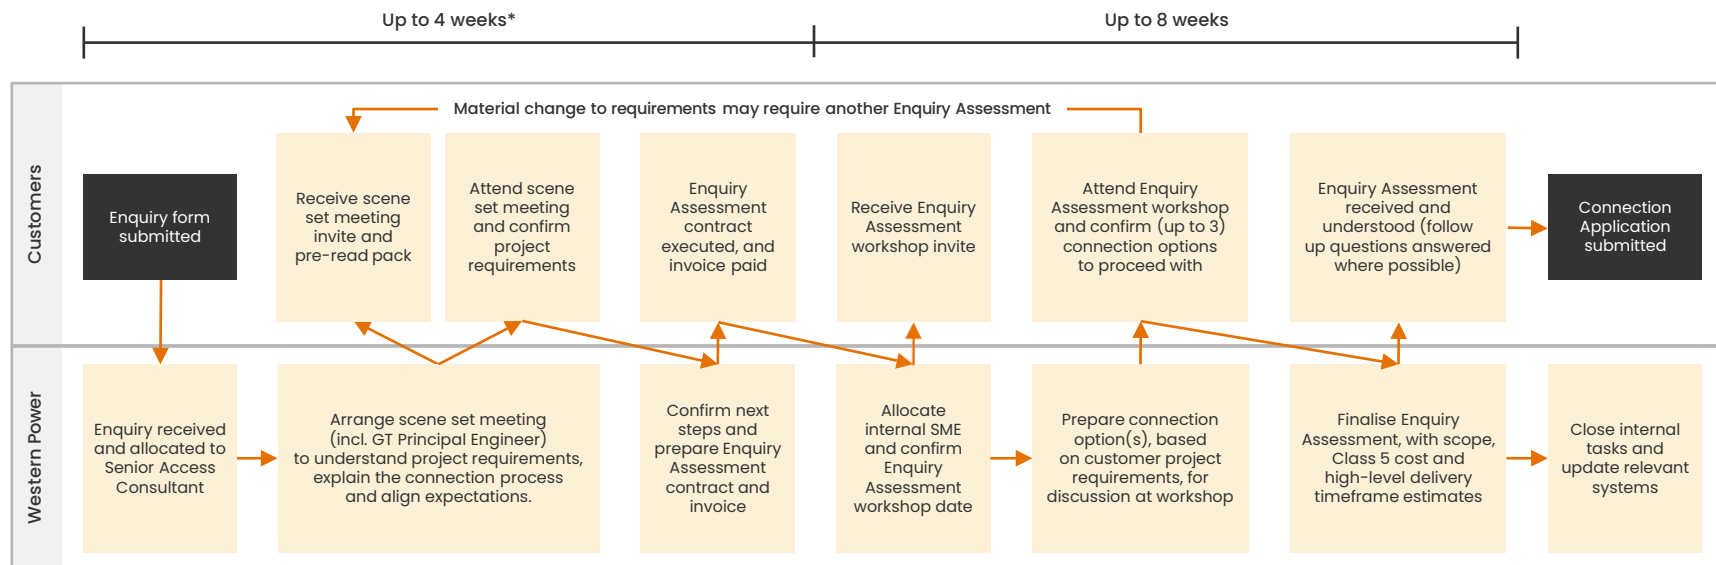 Up to 4 weeks*
Up to 8 weeks
Customers
Material change to requirements may require another Enquiry Assessment
Enquiry form
submitted
Receive scene
set meeting
invite and
pre-read pack
Attend scene
set meeting
and confirm
project
requirements
Enquiry
Assessment
contract
executed, and
invoice paid
Receive Enquiry
Assessment
workshop invite
Attend Enquiry
Assessment workshop
and confirm (up to 3)
connection options
to proceed with
Enquiry Assessment
received and
understood (follow
up questions answered
where possible)
Connection
Application
submitted
Western Power
Enquiry received
and allocated to
Senior Access
Consultant
Arrange scene set meeting
(incl. GT Principal Engineer)
to understand project requirements,
explain the connection process
and align expectations.
Confirm next
steps and
prepare Enquiry
Assessment
contract and
invoice
Allocate
internal SME
and confirm
Enquiry
Assessment
workshop date
Prepare connection
option(s), based
on customer project
requirements, for
discussion at workshop
Finalise Enquiry
Assessment, with scope,
Class 5 cost and
high-level delivery
timeframe estimates
Close internal
tasks and
update relevant
systems